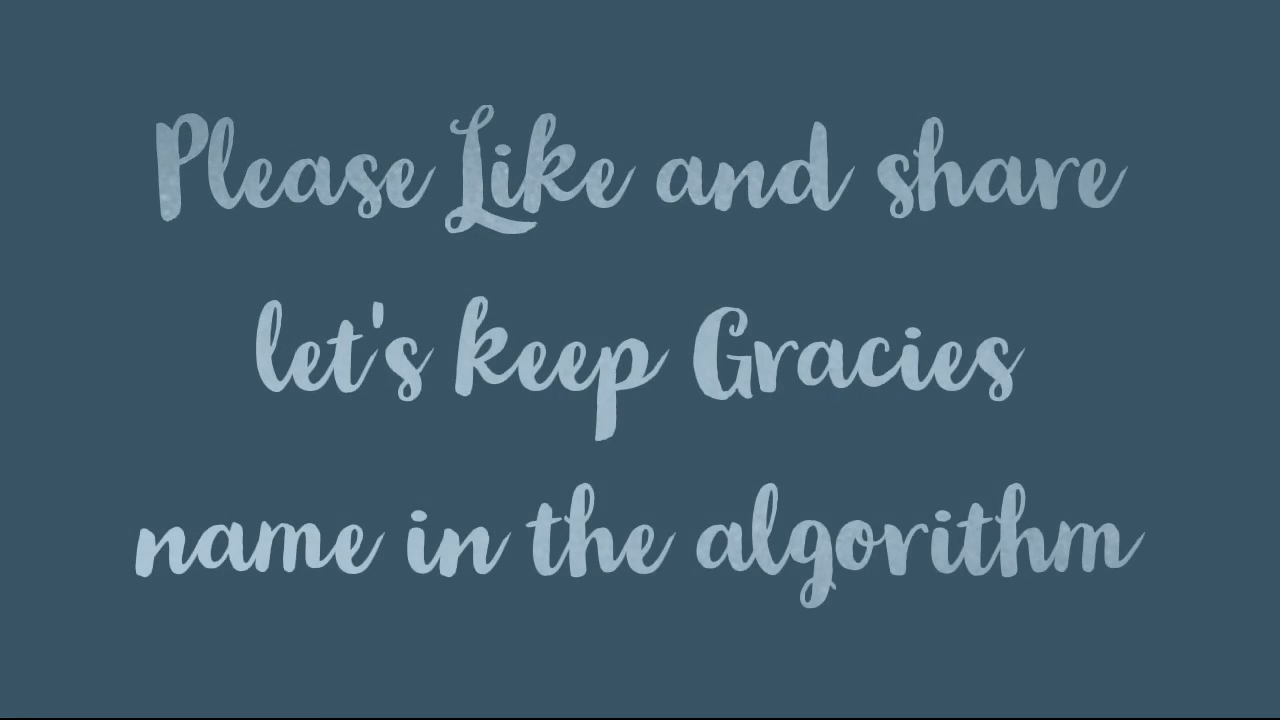 Please Like and share
let's keep Gracies
name in the algorithm